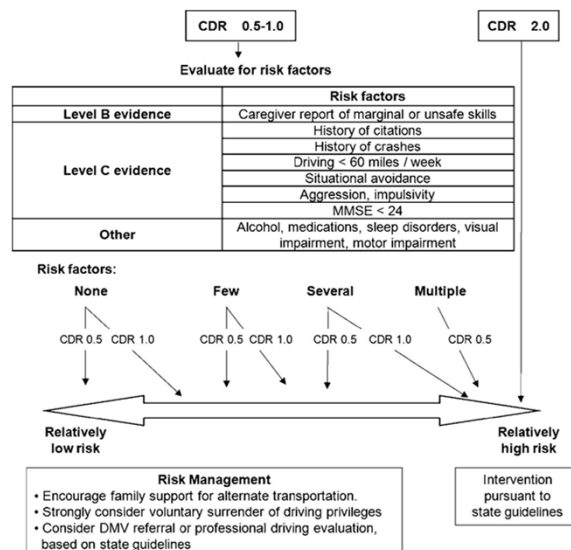 CDR 0.5-1.0
CDR 2.0
Evaluate for risk factors
Risk factors
Level B evidence
Caregiver report of marginal or unsafe skills
Level C evidence
History of citations
History of crashes
Driving < 60 miles / week
Situational avoidance
Aggression, impulsivity
MMSE < 24
Other
Alcohol, medications, sleep disorders, visual
impairment, motor impairment
Risk factors:
None Few Several Multiple
CDR 0.5 CDR 1.0 CDR 0.5 CDR 1.0 CDR 0.5 CDR 1.0 CDR 0.5
Relatively
low risk
Relatively
high risk
Risk Management
• Encourage family support for alternate transportation.
• Strongly consider voluntary surrender of driving privileges
• Consider DMV referral or professional driving evaluation,
based on state guidelines
Intervention
pursuant to
state guidelines